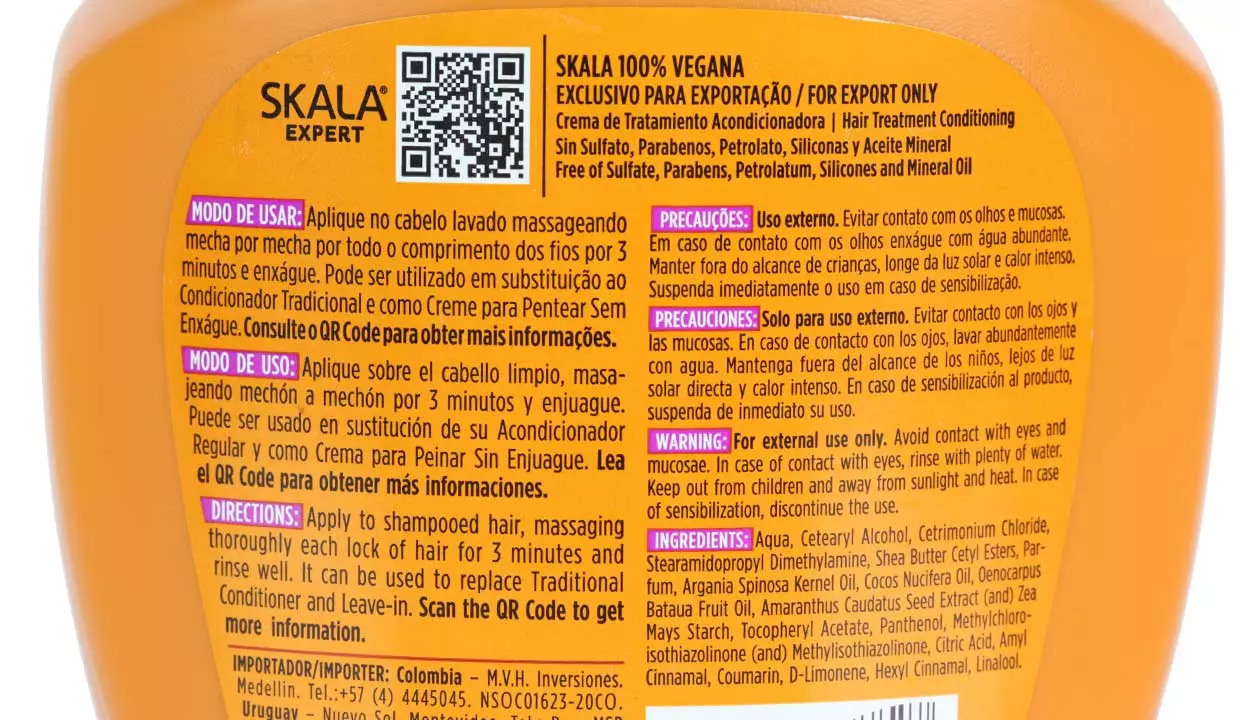 SKALA®
EXPERT
SKALA 100% VEGANA
EXCLUSIVO PARA EXPORTAÇÃO / FOR EXPORT ONLY
Crema de Tratamiento Acondicionadora | Hair Treatment Conditioning
Sin Sulfato, Parabenos, Petrolato, Siliconas y Aceite Mineral
Free of Sulfate, Parabens, Petrolatum, Silicones and Mineral Oil
MODO DE USAR: Aplique no cabelo lavado massageando
mecha por mecha por todo o comprimento dos fios por 3
minutos e enxágue. Pode ser utilizado em substituição ao
Condicionador Tradicional e como Creme para Pentear Sem
Enxágue. Consulte o QR Code para obter mais informações.
MODO DE USO: Aplique sobre el cabello limpio, masa-
jeando mechón a mechón por 3 minutos y enjuague.
Puede ser usado en sustitución de su Acondicionador
Regular y como Crema para Peinar Sin Enjuague. Lea
el QR Code para obtener más informaciones.
DIRECTIONS: Apply to shampooed hair, massaging
thoroughly each lock of hair for 3 minutes and
rinse well. It can be used to replace Traditional
Conditioner and Leave-in. Scan the QR Code to get
more information.
IMPORTADOR/IMPORTER: Colombia – M.V.H. Inversiones.
Medellín. Tel.:+57 (4) 4445045. NSOC01623-20CO.
Uruguay – Nuevo Sol. Montevideo.
PRECAUÇÕES: Uso externo. Evitar contato com os olhos e mucosas.
Em caso de contato com os olhos enxágue com água abundante.
Manter fora do alcance de crianças, longe da luz solar e calor intenso.
Suspenda imediatamente o uso em caso de sensibilização.
PRECAUCIONES: Solo para uso externo. Evitar contacto con los ojos y
las mucosas. En caso de contacto con los ojos, lavar abundantemente
con agua. Mantenga fuera del alcance de los niños, lejos de luz
solar directa y calor intenso. En caso de sensibilización al producto,
suspenda de inmediato su uso.
WARNING: For external use only. Avoid contact with eyes and
mucosae. In case of contact with eyes, rinse with plenty of water.
Keep out from children and away from sunlight and heat. In case
of sensibilization, discontinue the use.
INGREDIENTS: Aqua, Cetearyl Alcohol, Cetrimonium Chloride,
Stearamidopropyl Dimethylamine, Shea Butter Cetyl Esters, Par-
fum, Argania Spinosa Kernel Oil, Cocos Nucifera Oil, Oenocarpus
Bataua Fruit Oil, Amaranthus Caudatus Seed Extract (and) Zea
Mays Starch, Tocopheryl Acetate, Panthenol, Methylchloro-
isothiazolinone (and) Methylisothiazolinone, Citric Acid, Amyl
Cinnamal, Coumarin, D-Limonene, Hexyl Cinnamal, Linalool.